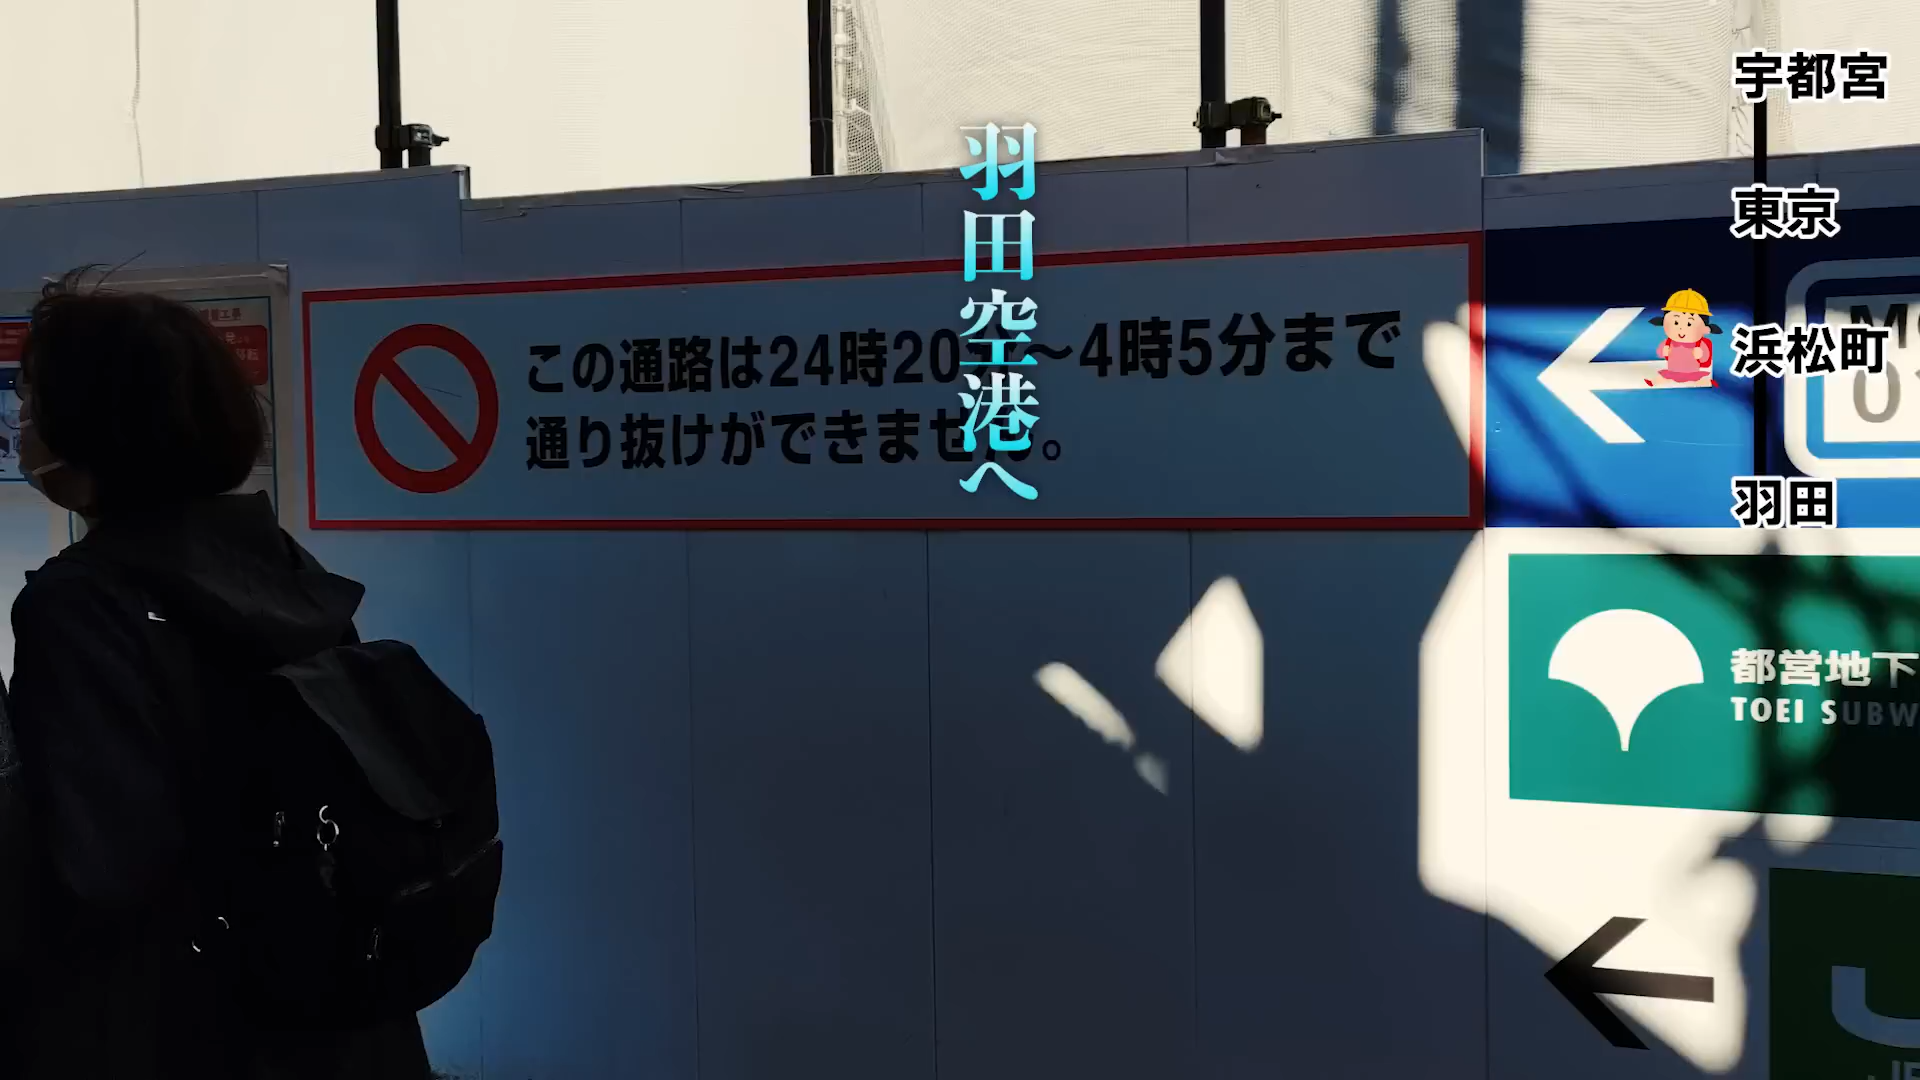 羽田空港へ
宇都宮
東京
浜松町
羽田
この通路は24時20分〜4時5分まで
通り抜けができません。
都営地下
TOEI SUBW